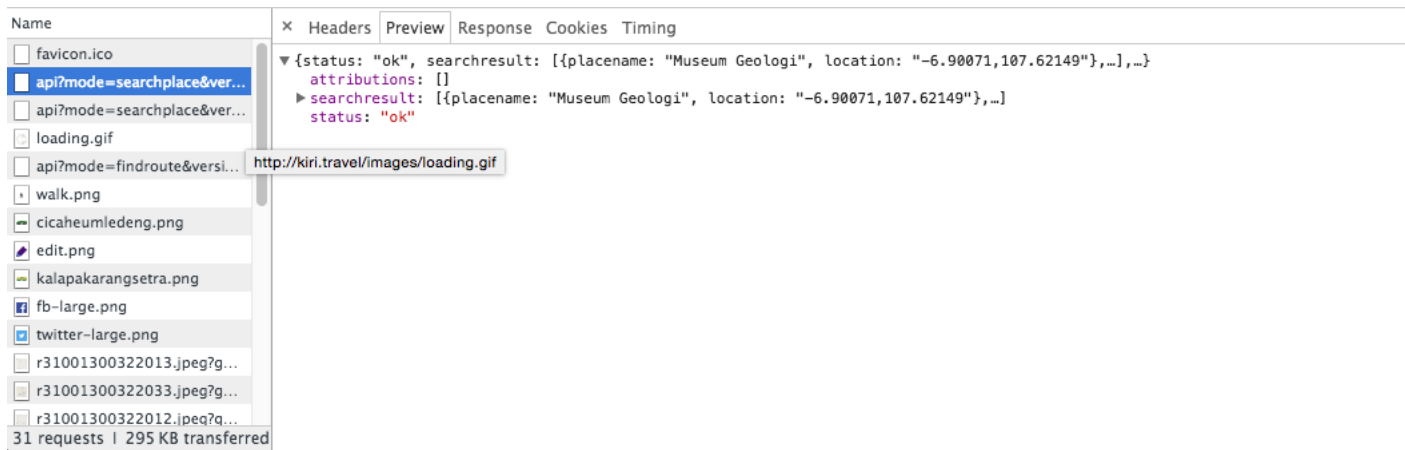 Name
favicon.ico
api?mode=searchplace&ver...
api?mode=searchplace&ver...
loading.gif
api?mode=findroute&versi...
walk.png
cicaheumledeng.png
edit.png
kalapakarangsetra.png
fb-large.png
twitter-large.png
r31001300322013.jpeg?g...
r31001300322033.jpeg?g...
r31001300322012.jpeg?g...
31 requests | 295 KB transferred
× Headers Preview Response Cookies Timing
▼{status: "ok", searchresult: [{placename: "Museum Geologi", location: "-6.90071,107.62149"},…],…}
attributions: []
▶searchresult: [{placename: "Museum Geologi", location: "-6.90071,107.62149"},…]
status: "ok"
http://kiri.travel/images/loading.gif